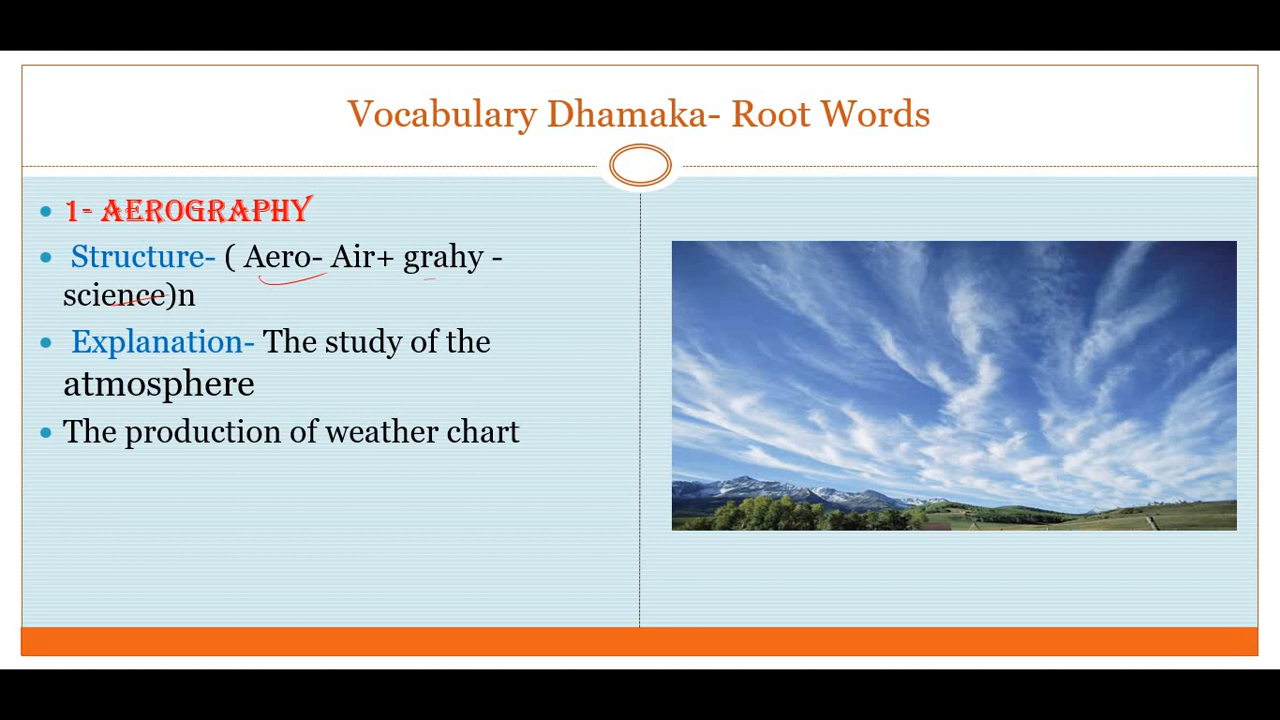 Vocabulary Dhamaka- Root Words
1- AEROGRAPHY
Structure- ( Aero- Air+ grahy -
science)n
Explanation- The study of the
atmosphere
The production of weather chart